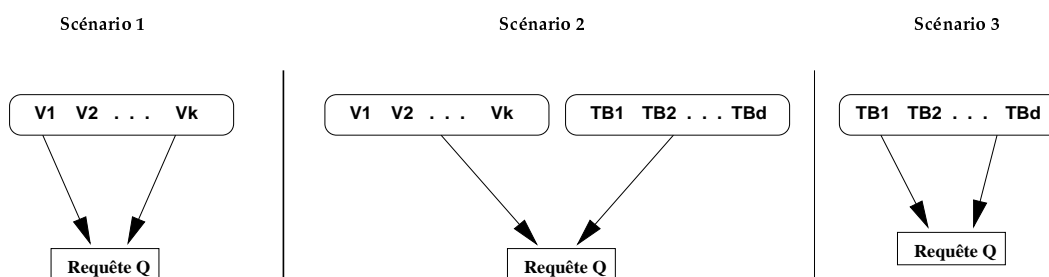 Scénario 1
Scénario 2
Scénario 3
V1 V2 . . . Vk
V1 V2 . . . Vk
TB1 TB2 . . . TBd
TB1 TB2 . . . TBd
Requête Q
Requête Q
Requête Q